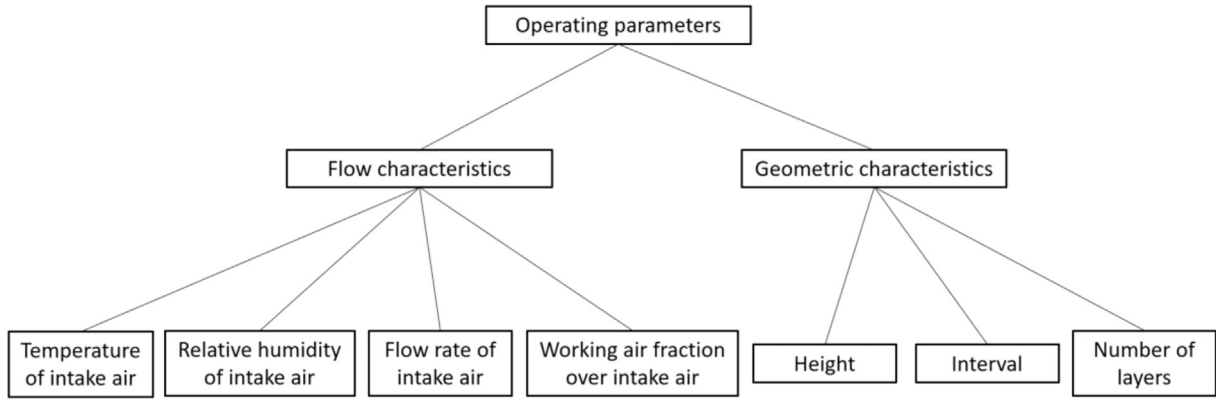 Operating parameters
Flow characteristics
Geometric characteristics
Temperature
of intake air
Relative humidity
of intake air
Flow rate of
intake air
Working air fraction
over intake air
Height
Interval
Number of
layers